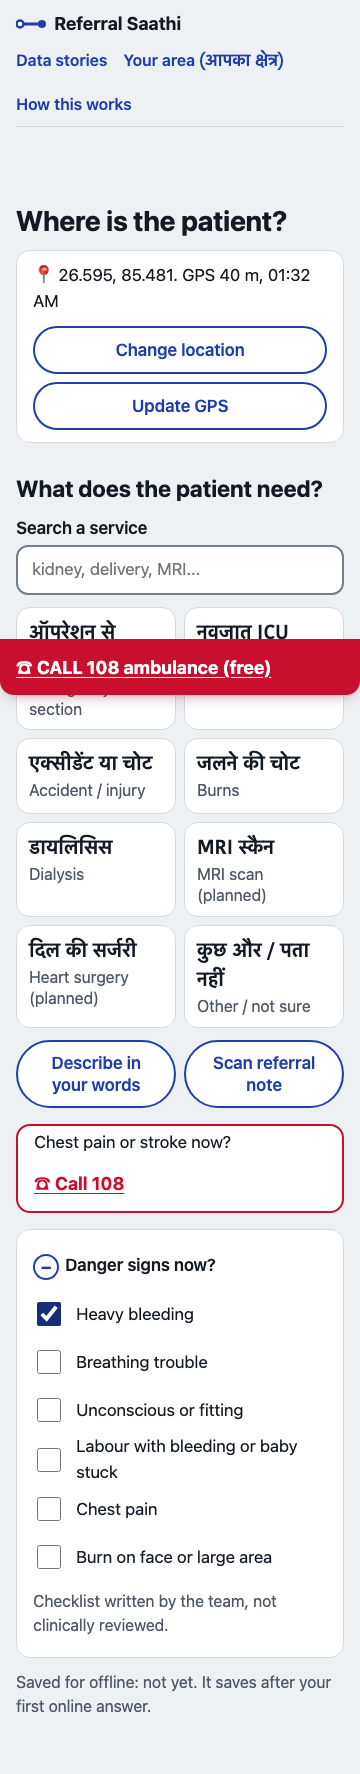 Referral Saathi
Data stories Your area (आपका क्षेत्र)
How this works
Where is the patient?
26.595, 85.481. GPS 40 m, 01:32
AM
Change location
Update GPS
What does the patient need?
Search a service
kidney, delivery, MRI...
ऑपरेशन से
नवजात ICU
☎ CALL 108 ambulance (free)
section
एक्सीडेंट या चोट
Accident / injury
जलने की चोट
Burns
डायलिसिस
Dialysis
MRI स्कैन
MRI scan
(planned)
दिल की सर्जरी
Heart surgery
(planned)
कुछ और / पता
नहीं
Other / not sure
Describe in
your words
Scan referral
note
Chest pain or stroke now?
☎ Call 108
Danger signs now?
Heavy bleeding
Breathing trouble
Unconscious or fitting
Labour with bleeding or baby
stuck
Chest pain
Burn on face or large area
Checklist written by the team, not
clinically reviewed.
Saved for offline: not yet. It saves after your
first online answer.